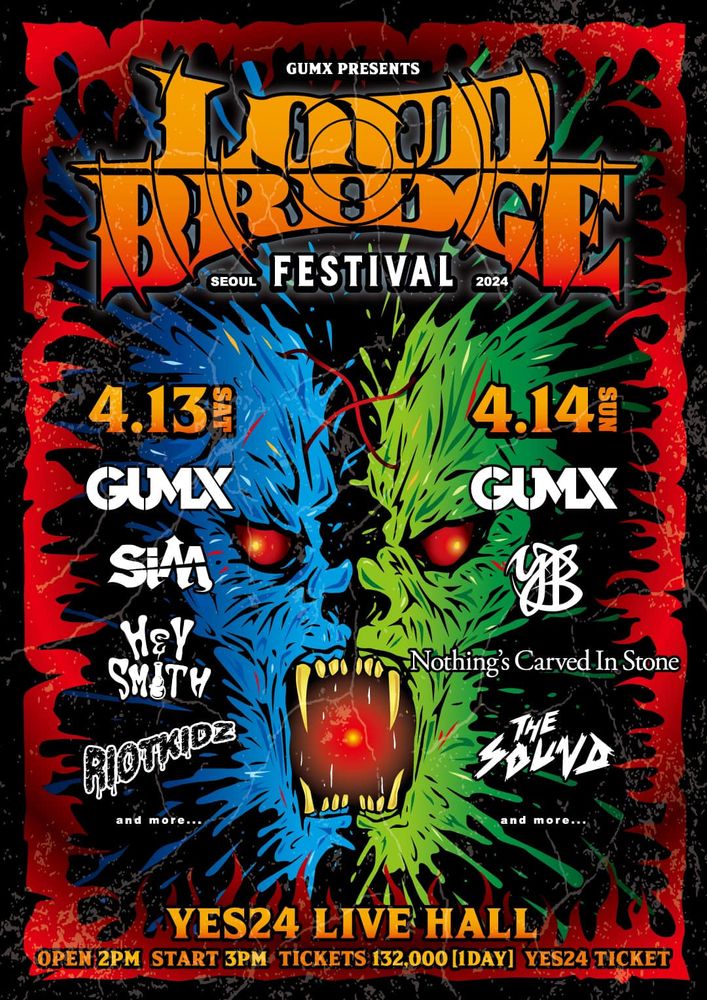 GUMX PRESENTS
LOUD
BRIDGE
SEOUL FESTIVAL 2024
4.13 SAT
GUMX
SiM
HEY
SMITH
RIOTKIDZ
and more...
4.14 SUN
GUMX
YB
Nothing's Carved In Stone
THE
SOUND
and more...
YES24 LIVE HALL
OPEN 2PM START 3PM TICKETS 132,000 [1DAY] YES24 TICKET